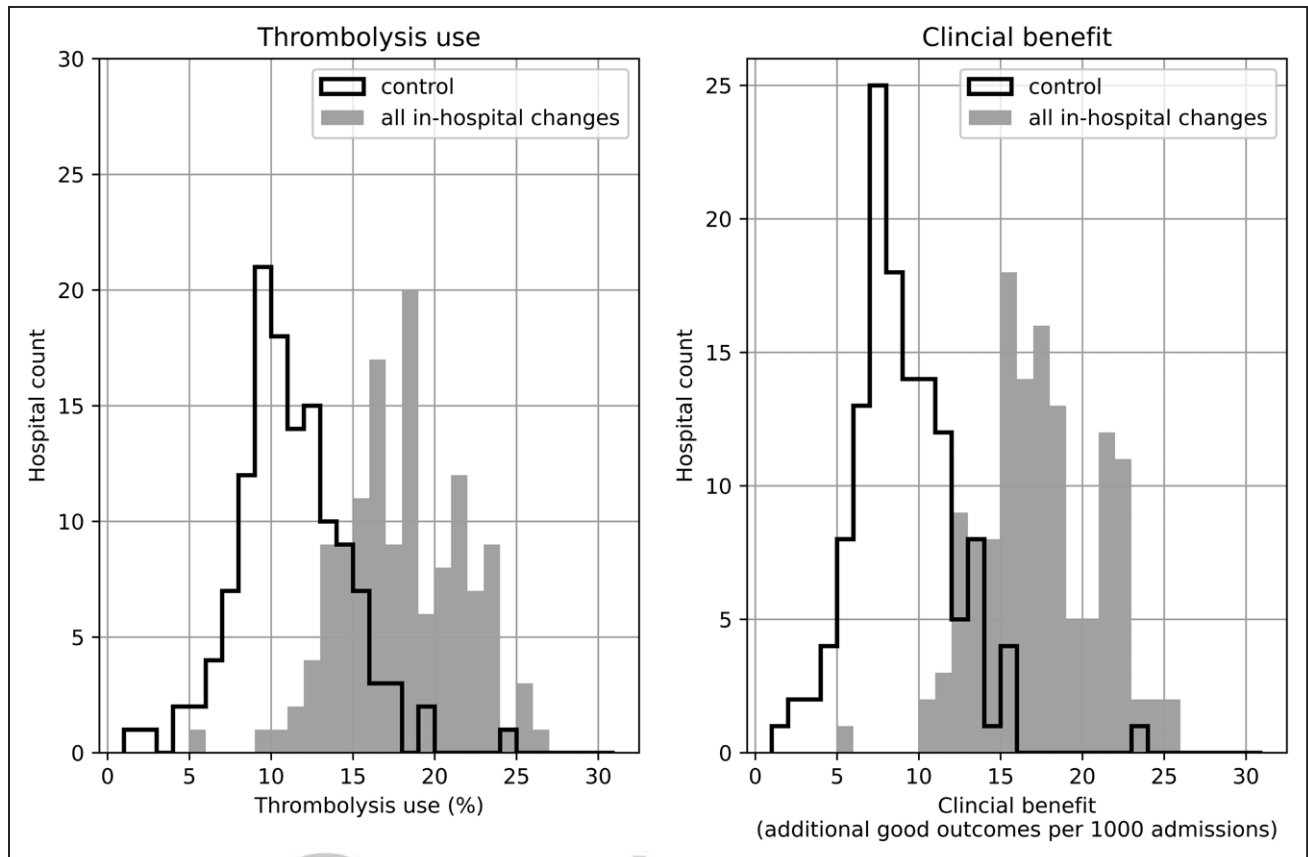 Thrombolysis use
30
25
20
15
10
5
0
Hospital count
control
all in-hospital changes
0 5 10 15 20 25 30
Thrombolysis use (%)
Clincial benefit
25
20
15
10
5
0
Hospital count
control
all in-hospital changes
0 5 10 15 20 25 30
Clincial benefit
(additional good outcomes per 1000 admissions)